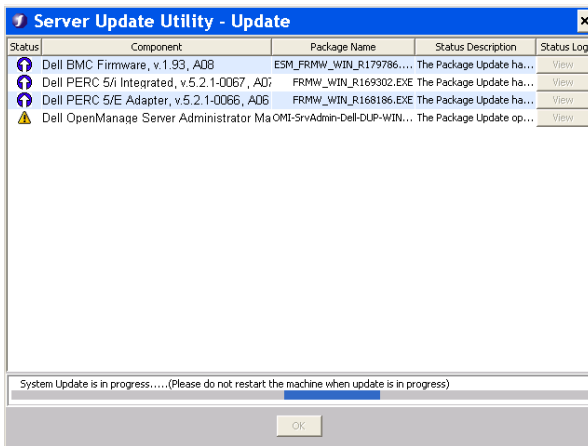 Server Update Utility - Update
Status Component Package Name Status Description Status Log
Dell BMC Firmware, v.1.93, A08 ESM_FRMW_WIN_R179786.... The Package Update ha... View
Dell PERC 5/i Integrated, v.5.2.1-0067, A07 FRMW_WIN_R169302.EXE The Package Update ha... View
Dell PERC 5/E Adapter, v.5.2.1-0066, A06 FRMW_WIN_R168186.EXE The Package Update ha... View
Dell OpenManage Server Administrator Ma OMI-SrvAdmin-Dell-DUP-WIN... The Package Update op... View
System Update is in progress.....(Please do not restart the machine when update is in progress)
OK